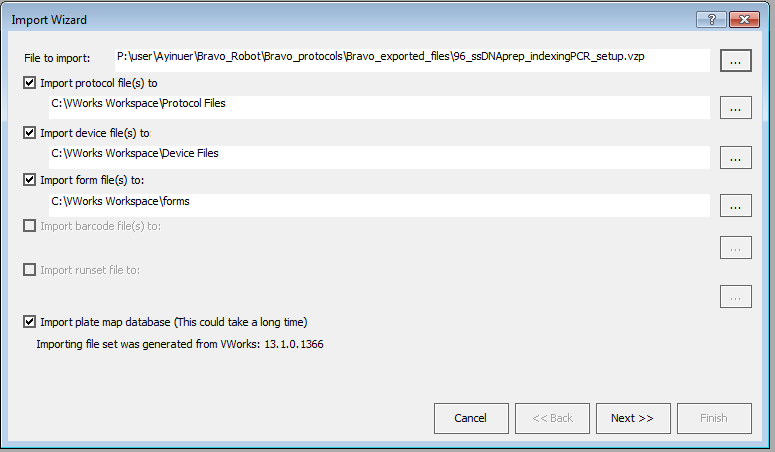 Import Wizard
?
File to import:
P:\user\Ayinuer\Bravo_Robot\Bravo_protocols\Bravo_exported_files\96_ssDNAprep_indexingPCR_setup.vzp
...
Import protocol file(s) to
C:\VWorks Workspace\Protocol Files
...
Import device file(s) to
C:\VWorks Workspace\Device Files
...
Import form file(s) to:
C:\VWorks Workspace\forms
...
Import barcode file(s) to:
...
Import runset file to:
...
Import plate map database (This could take a long time)
Importing file set was generated from VWorks: 13.1.0.1366
Cancel
<< Back
Next >>
Finish